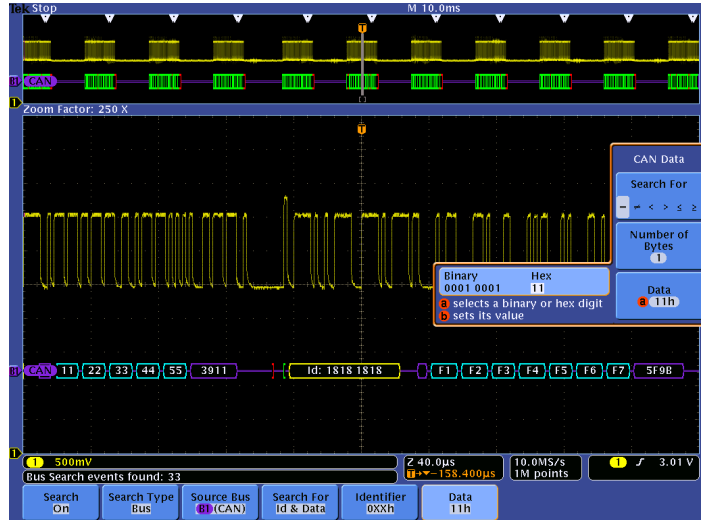 Tek Stop M 10.0ms
T
B1 CAN
1
Zoom Factor: 250 X
T
CAN Data
Search For
= ≠ < > ≤ ≥
Number of
Bytes
1
Binary Hex
0001 0001 11
a selects a binary or hex digit
b sets its value
Data
a 11h
B1 CAN 11 22 33 44 55 3911 Id: 1818 1818 F1 F2 F3 F4 F5 F6 F7 5F9B
1
1 500mV
Z 40.0µs
T→▼-158.400µs
10.0MS/s
1M points
1 ∫ 3.01 V
Bus Search events found: 33
Search
On
Search Type
Bus
Source Bus
B1 (CAN)
Search For
Id & Data
Identifier
0XXh
Data
11h